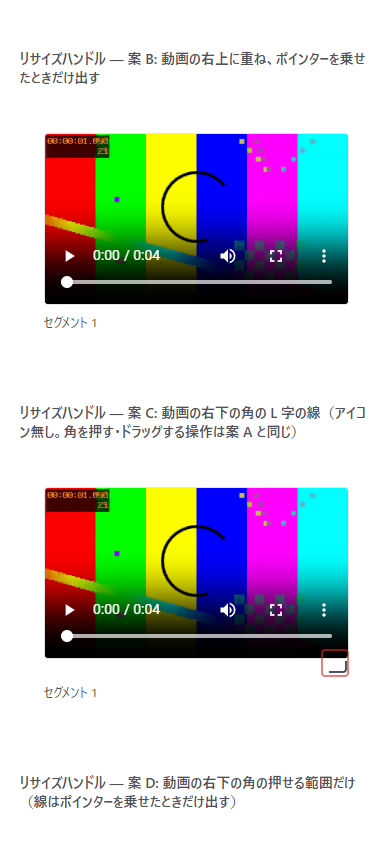 リサイズハンドル — 案 B: 動画の右上に重ね、ポインターを乗せ
たときだけ出す
00:00:01.000
23
0:00 / 0:04
セグメント 1
リサイズハンドル — 案 C: 動画の右下の角の L 字の線（アイコ
ン無し。角を押す・ドラッグする操作は案 A と同じ）
23
0:00 / 0:04
セグメント 1
リサイズハンドル — 案 D: 動画の右下の角の押せる範囲だけ
（線はポインターを乗せたときだけ出す）